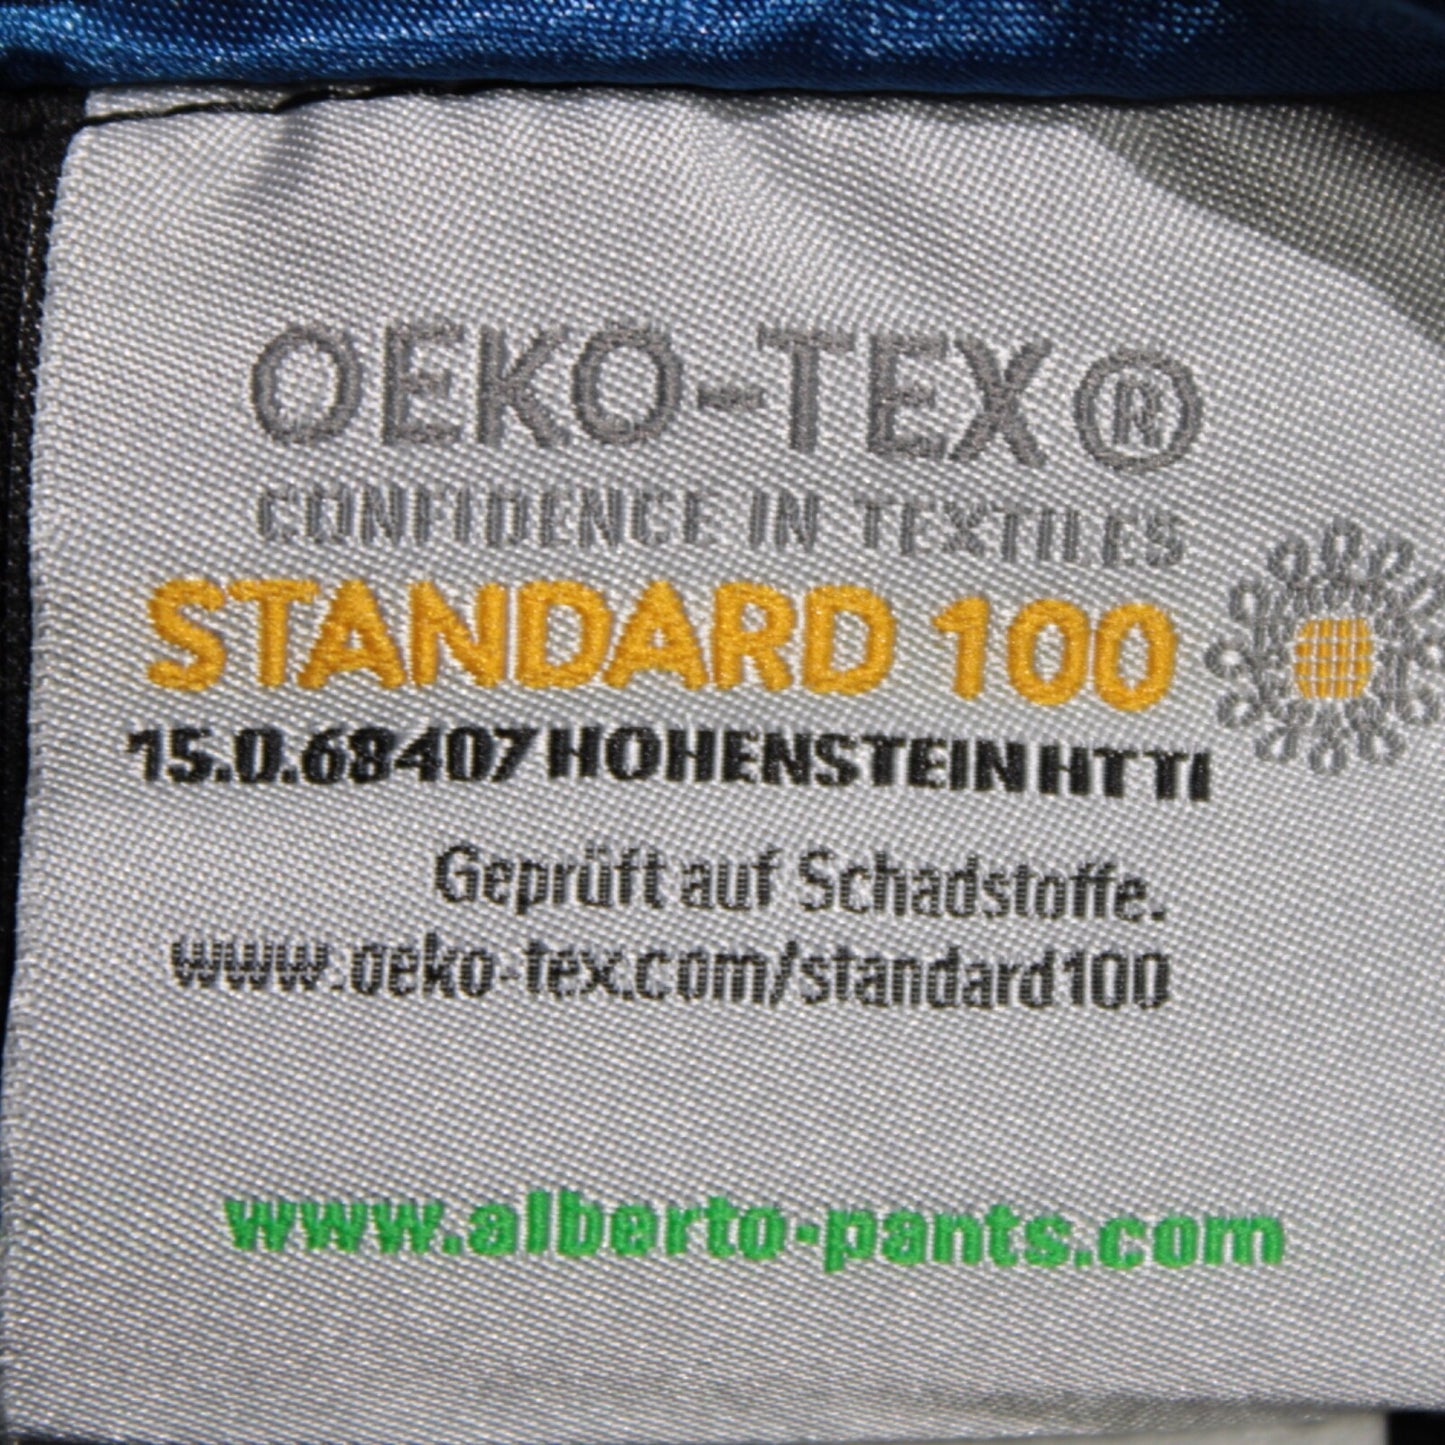 OEKO-TEX®
CONFIDENCE IN TEXTILES
STANDARD 100
15.0.68407 HOHENSTEIN HTTI
Geprüft auf Schadstoffe.
www.oeko-tex.com/standard100
www.alberto-pants.com